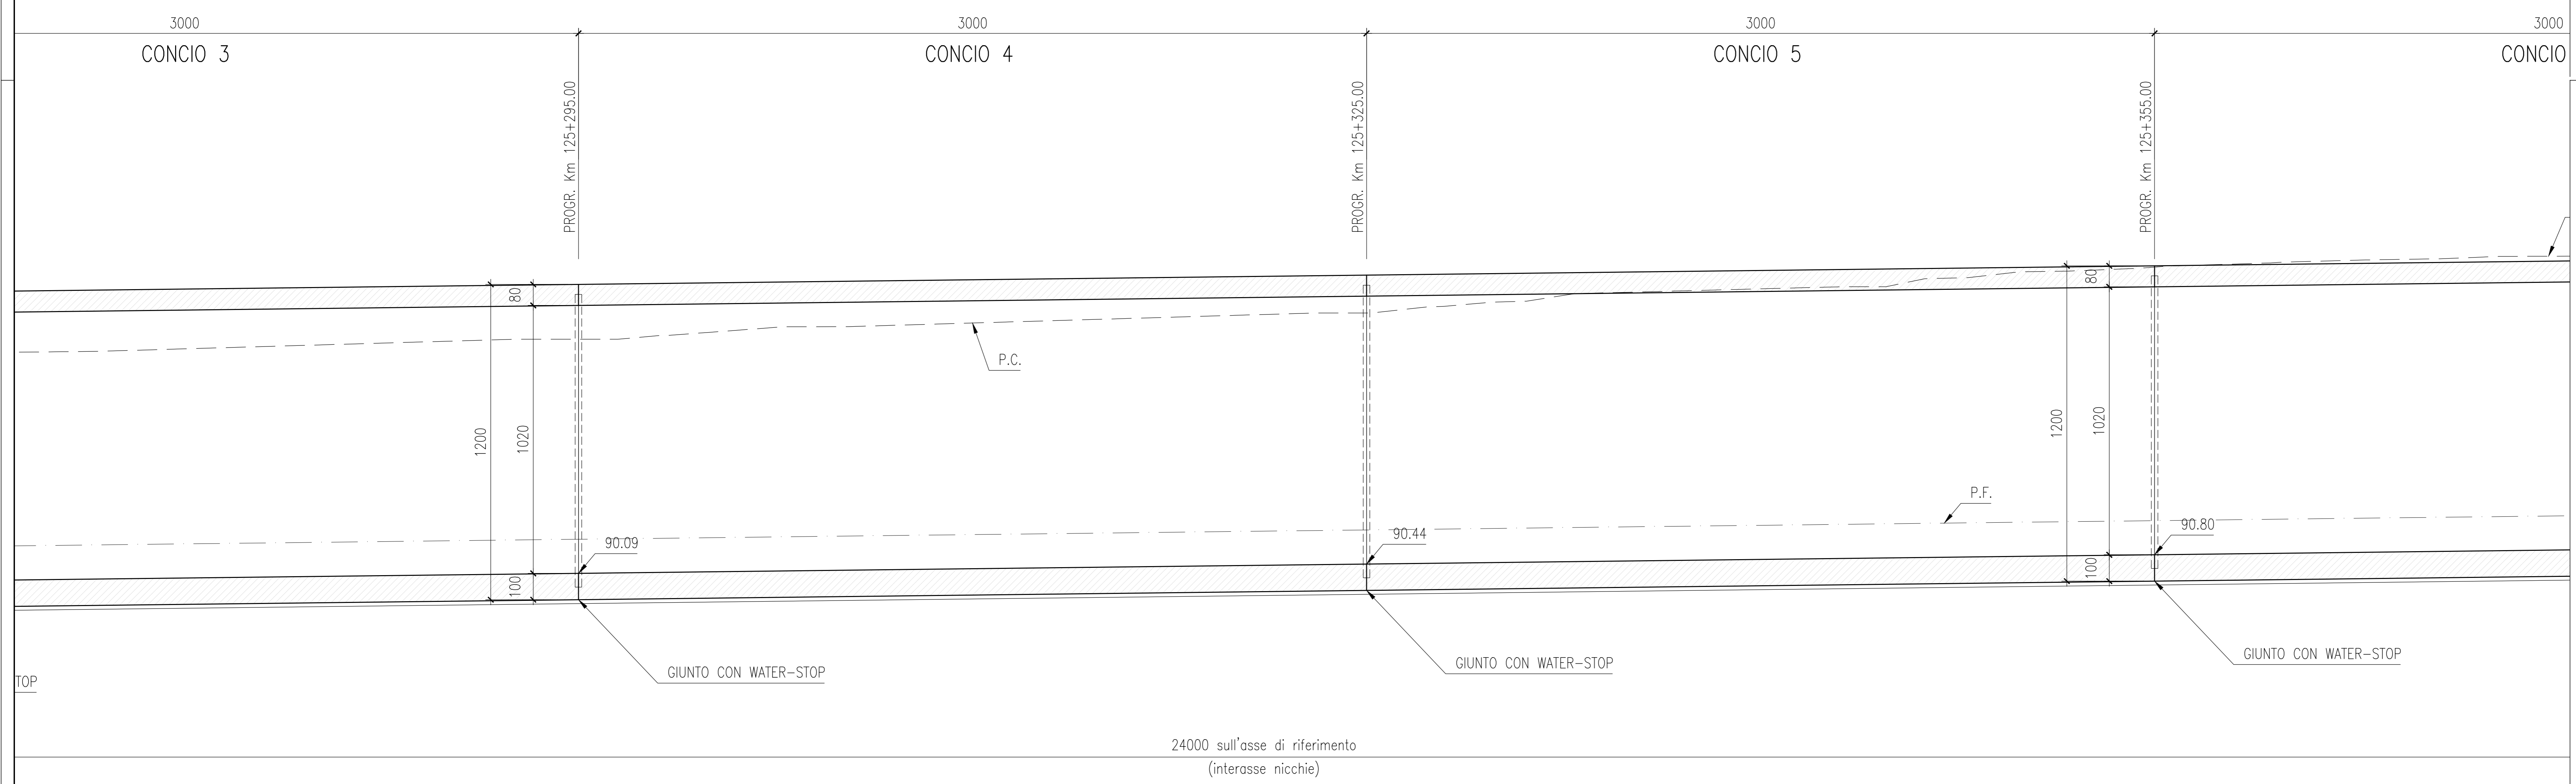 3000
3000
3000
3000
CONCIO 3
CONCIO 4
CONCIO 5
CONCIO
PROGR. Km 125+295.00
PROGR. Km 125+325.00
PROGR. Km 125+355.00
80
80
P.C.
1200
1020
1200
1020
P.F.
90.09
90.44
90.80
100
100
GIUNTO CON WATER-STOP
GIUNTO CON WATER-STOP
GIUNTO CON WATER-STOP
TOP
24000 sull'asse di riferimento
(interasse nicchie)